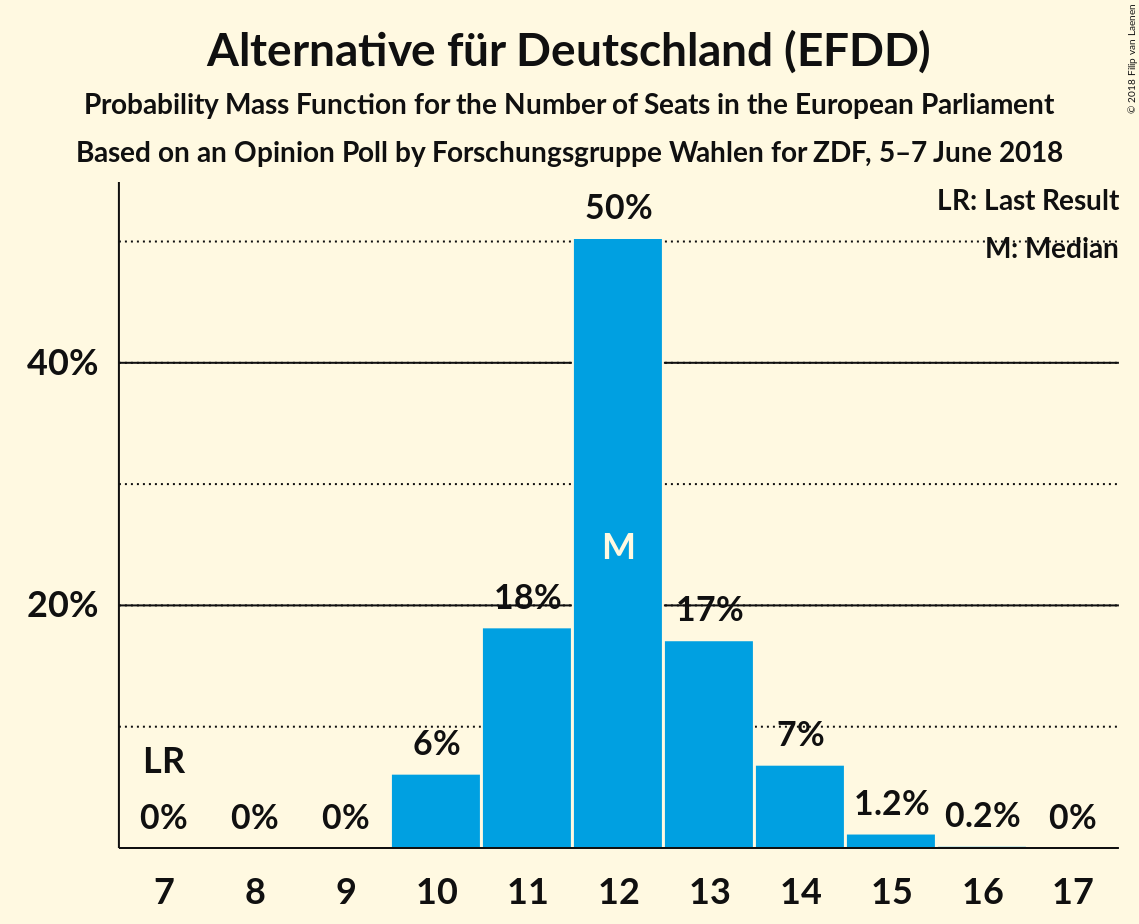 Alternative für Deutschland (EFDD)
Probability Mass Function for the Number of Seats in the European Parliament
Based on an Opinion Poll by Forschungsgruppe Wahlen for ZDF, 5–7 June 2018
© 2018 Filip van Laenen
LR: Last Result
M: Median
50%
40%
M
20%
18%
17%
LR
6%
7%
0%
0%
0%
1.2%
0.2%
0%
7 8 9 10 11 12 13 14 15 16 17